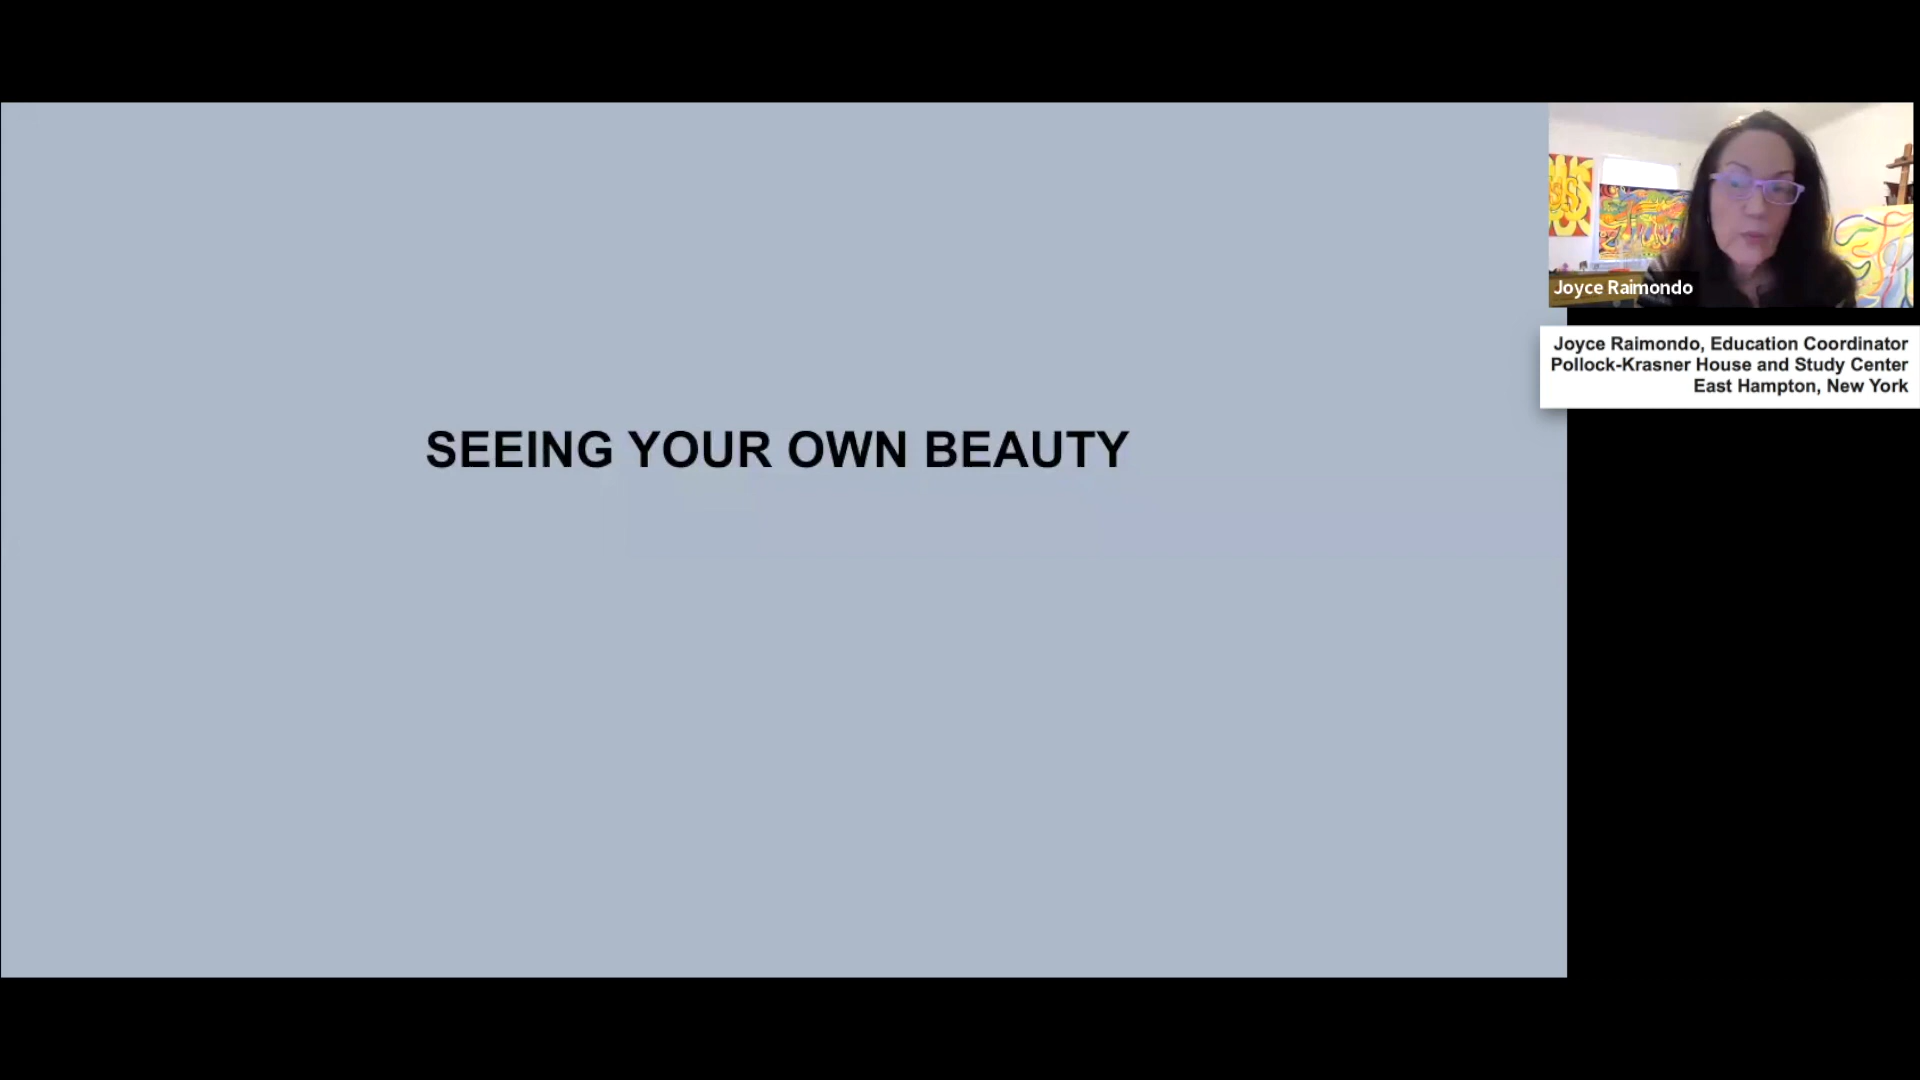 SEEING YOUR OWN BEAUTY
Joyce Raimondo
Joyce Raimondo, Education Coordinator
Pollock-Krasner House and Study Center
East Hampton, New York